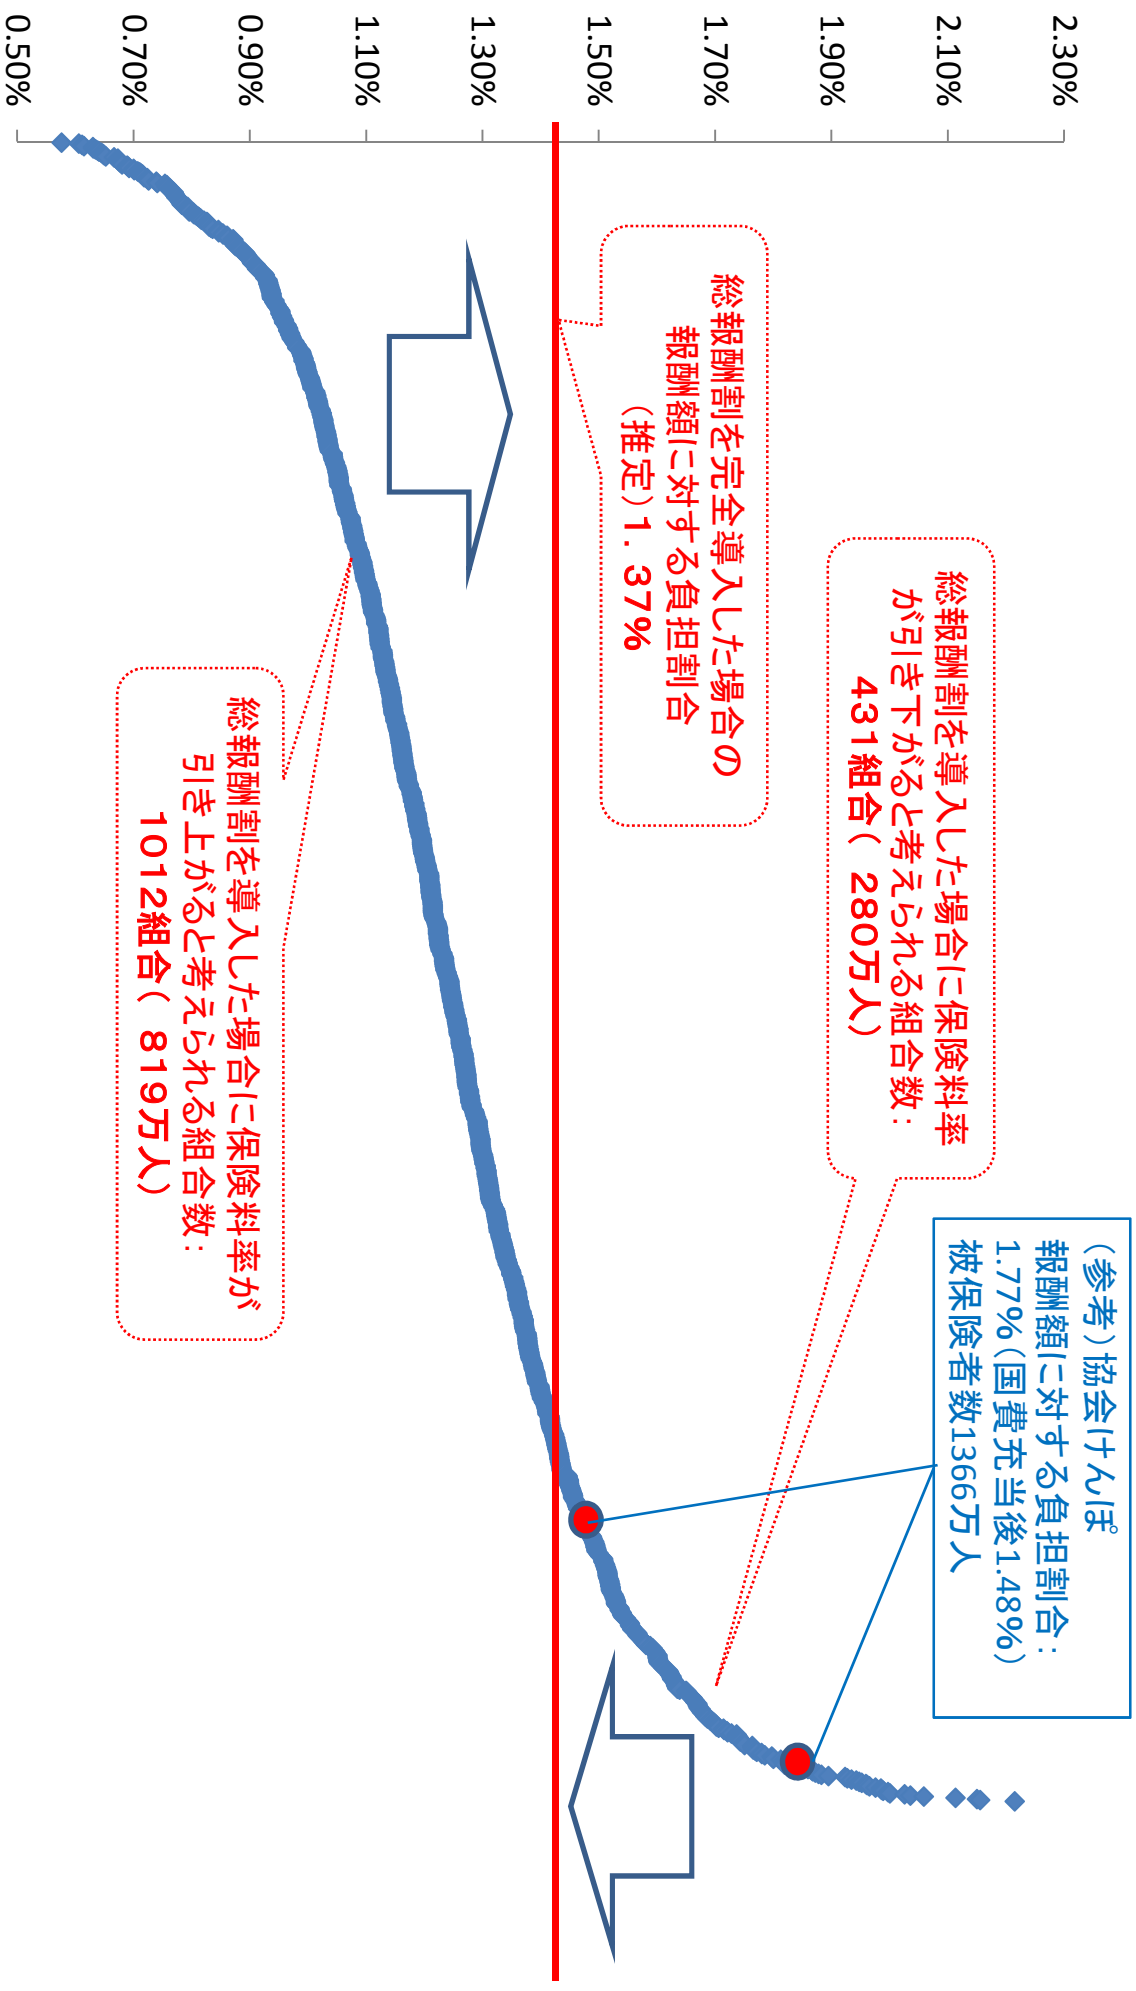 2.30%
2.10%
1.90%
1.70%
1.50%
1.30%
1.10%
0.90%
0.70%
0.50%
(参考)協会けんぽ
報酬額に対する負担割合:
1.77%(国費充当後1.48%)
被保険者数1366万人
総報酬割を導入した場合に保険料率
が引き下がると考えられる組合数:
431組合( 280万人)
総報酬割を完全導入した場合の
報酬額に対する負担割合
(推定)1. 37%
総報酬割を導入した場合に保険料率が
引き上がると考えられる組合数:
1012組合( 819万人)